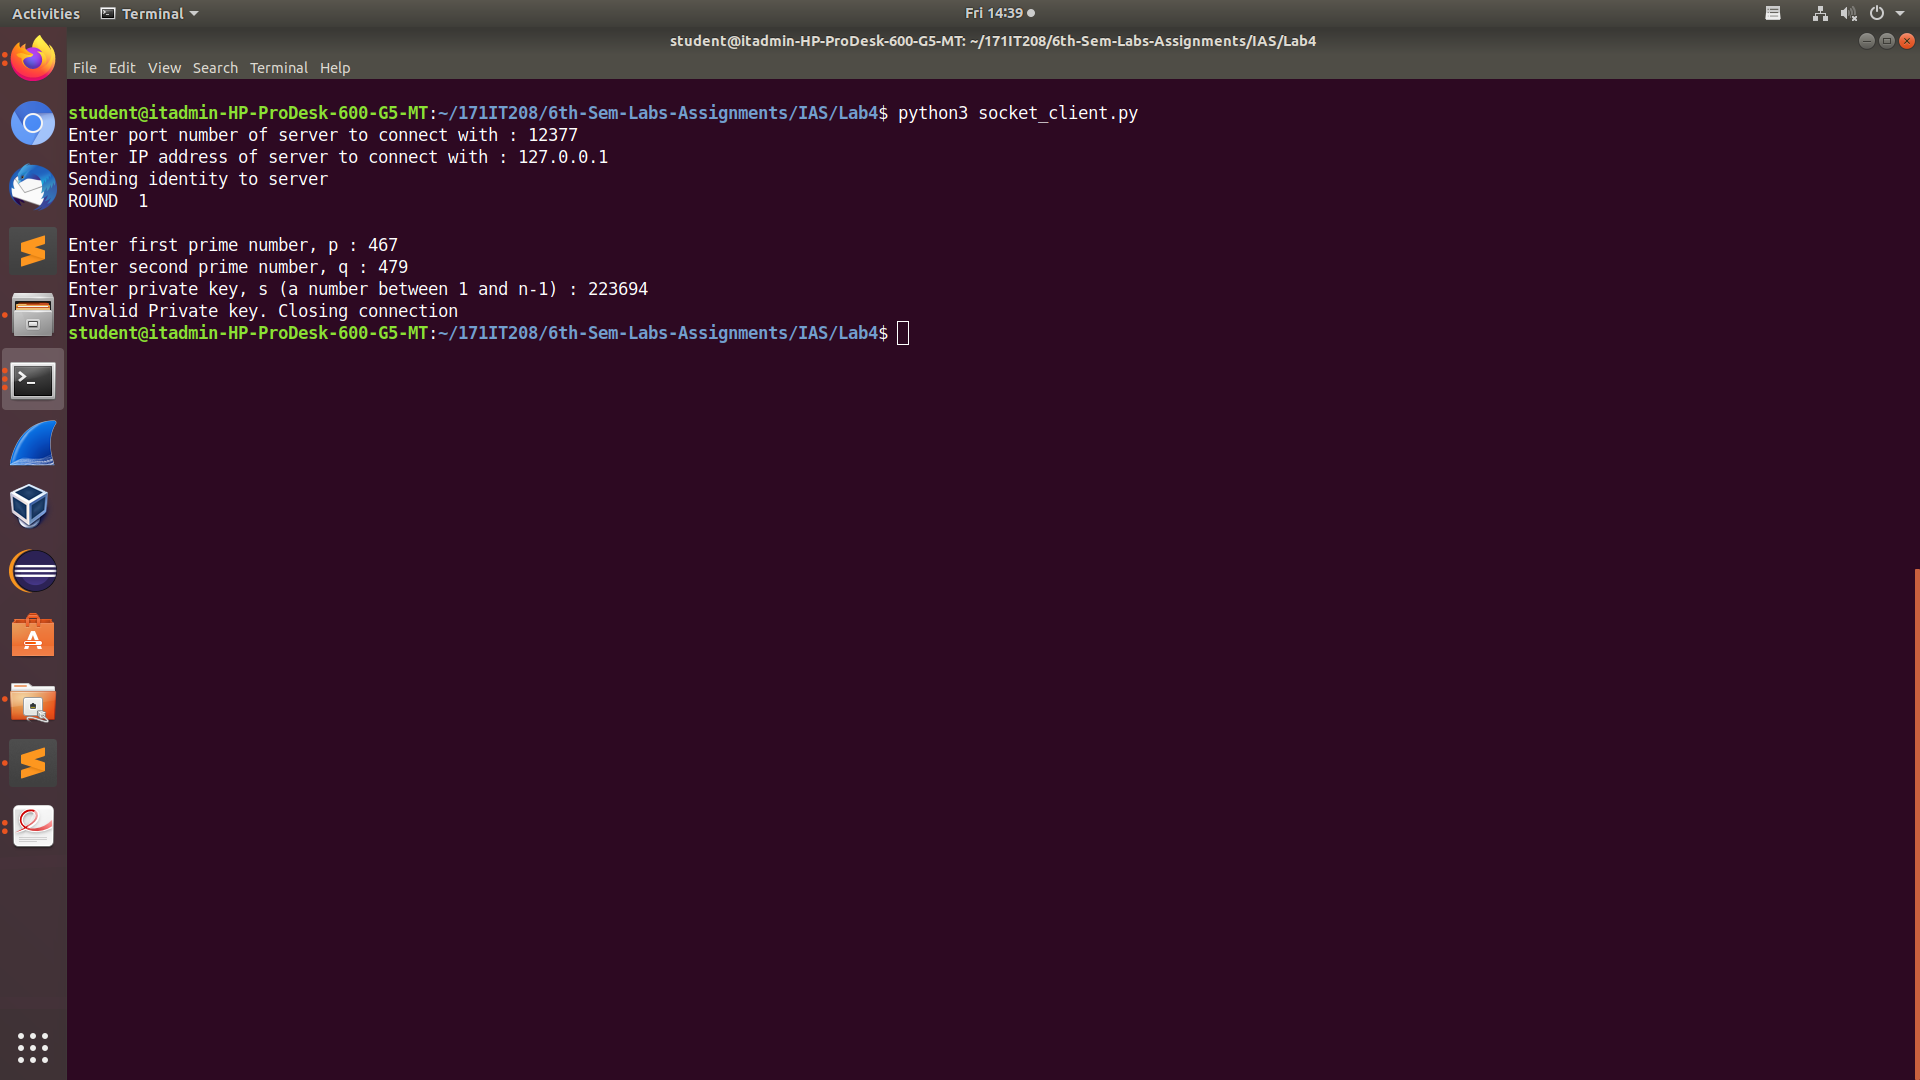 Activities Terminal Fri 14:39
student@itadmin-HP-ProDesk-600-G5-MT: ~/171IT208/6th-Sem-Labs-Assignments/IAS/Lab4
File Edit View Search Terminal Help
student@itadmin-HP-ProDesk-600-G5-MT:~/171IT208/6th-Sem-Labs-Assignments/IAS/Lab4$ python3 socket_client.py
Enter port number of server to connect with : 12377
Enter IP address of server to connect with : 127.0.0.1
Sending identity to server
ROUND  1
Enter first prime number, p : 467
Enter second prime number, q : 479
Enter private key, s (a number between 1 and n-1) : 223694
Invalid Private key. Closing connection
student@itadmin-HP-ProDesk-600-G5-MT:~/171IT208/6th-Sem-Labs-Assignments/IAS/Lab4$